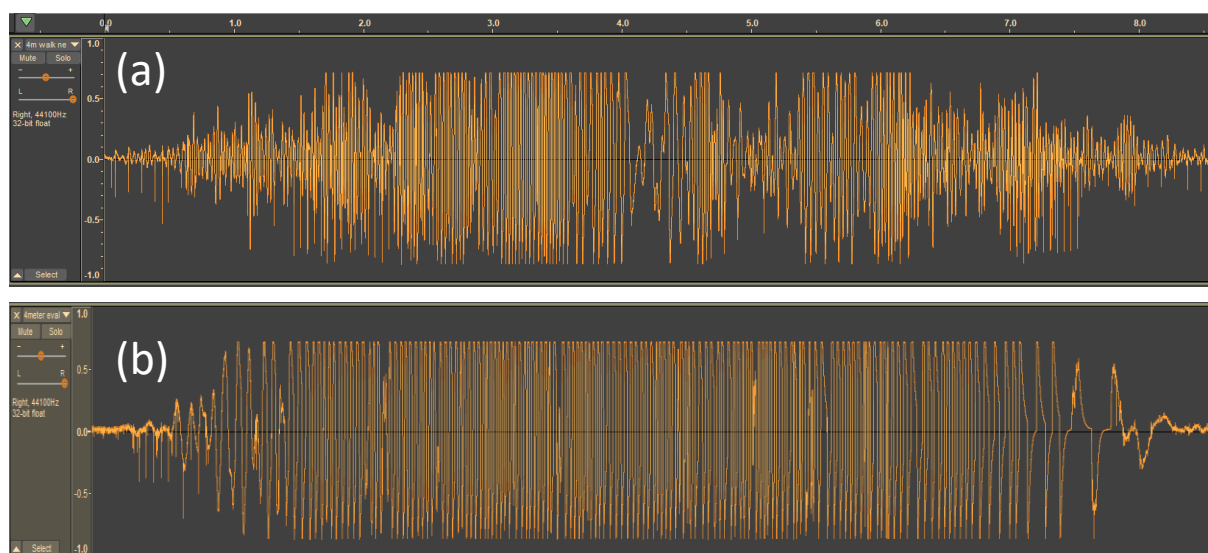 0.0 1.0 2.0 3.0 4.0 5.0 6.0 7.0 8.0
X 4m walk ne ▼ 1.0
Mute Solo
- +
0.5-
L R
Right, 44100Hz
32-bit float
0.0-
-0.5-
Select -1.0
(a)
X 4meter eval ▼ 1.0
Mute Solo
- +
0.5-
L R
Right, 44100Hz
32-bit float
0.0-
-0.5-
Select -1.0
(b)